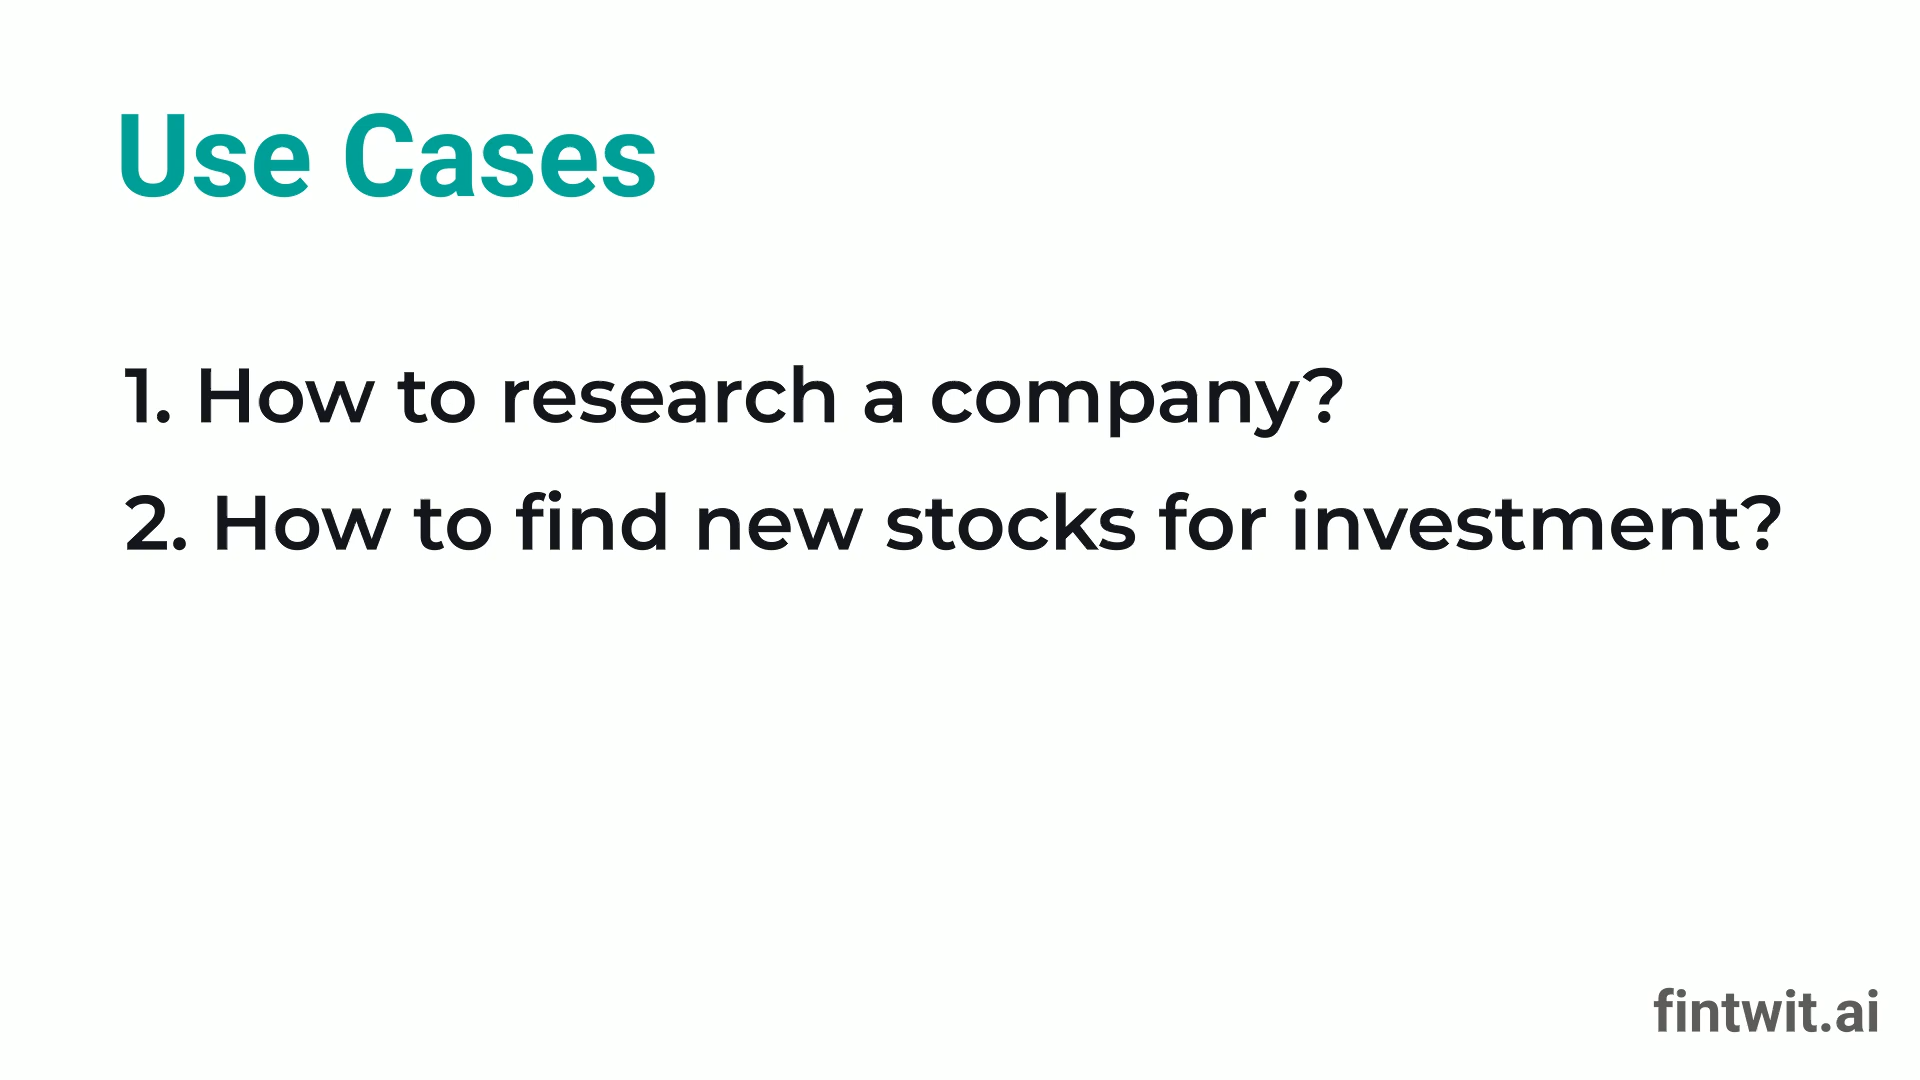 Use Cases
1. How to research a company?
2. How to find new stocks for investment?
fintwit.ai